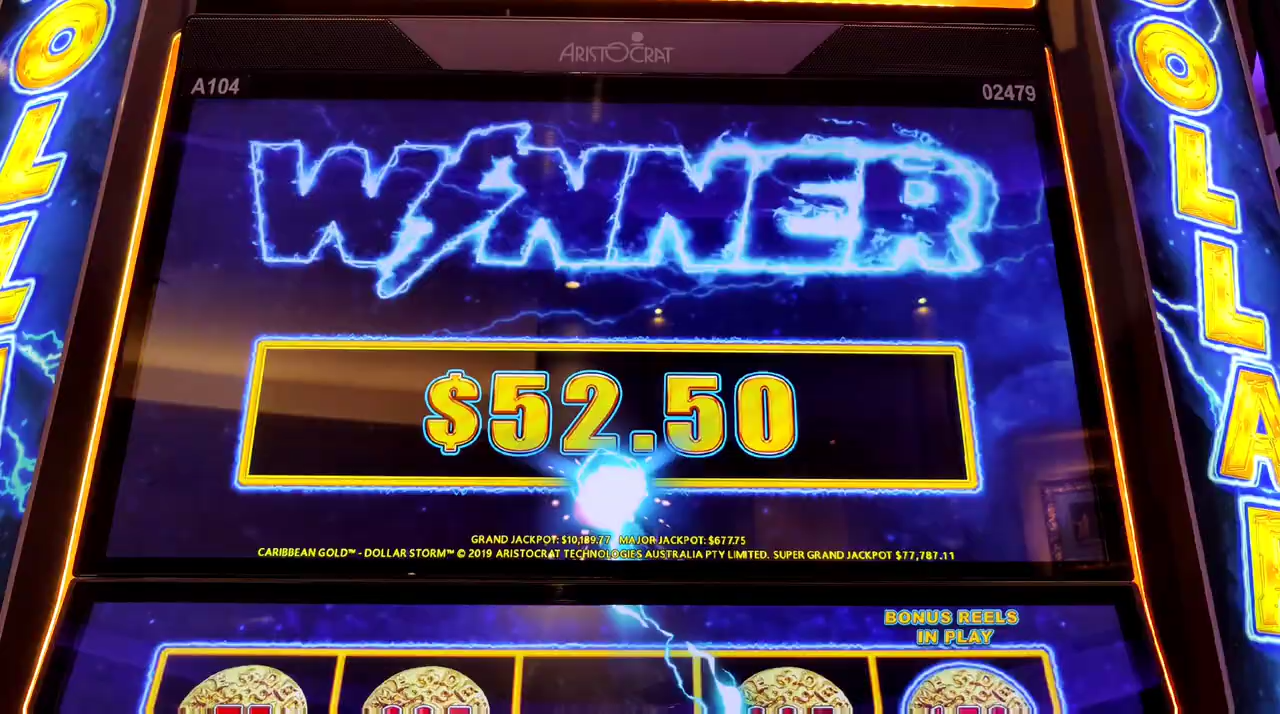 ARISTOCRAT
A104
02479
WINNER
$52.50
GRAND JACKPOT: $10,189.77 MAJOR JACKPOT: $677.75
CARIBBEAN GOLD™ - DOLLAR STORM™ © 2019 ARISTOCRAT TECHNOLOGIES AUSTRALIA PTY LIMITED. SUPER GRAND JACKPOT $77,787.11
BONUS REELS
IN PLAY
OLLA